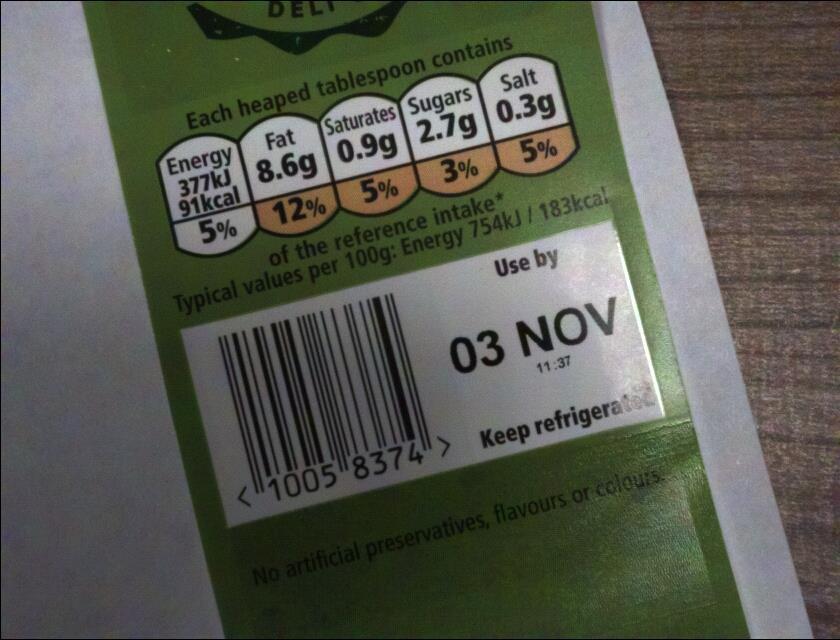 DELI
Each heaped tablespoon contains
Energy 377kJ 91kcal 5%
Fat 8.6g 12%
Saturates 0.9g 5%
Sugars 2.7g 3%
Salt 0.3g 5%
of the reference intake*
Typical values per 100g: Energy 754kJ / 183kcal
Use by
03 NOV
11:37
Keep refrigerated
< 1005 8374 >
No artificial preservatives, flavours or colours.